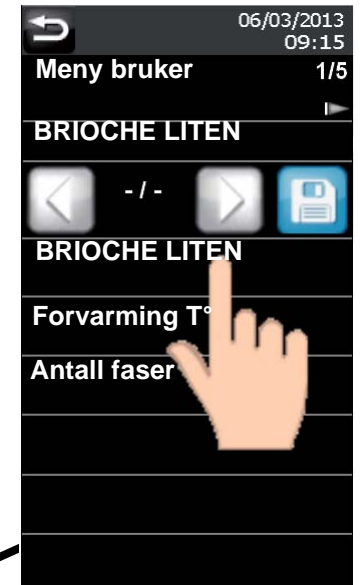 06/03/2013
09:15
Meny bruker 1/5
BRIOCHE LITEN
- / -
BRIOCHE LITEN
Forvarming T°
Antall faser